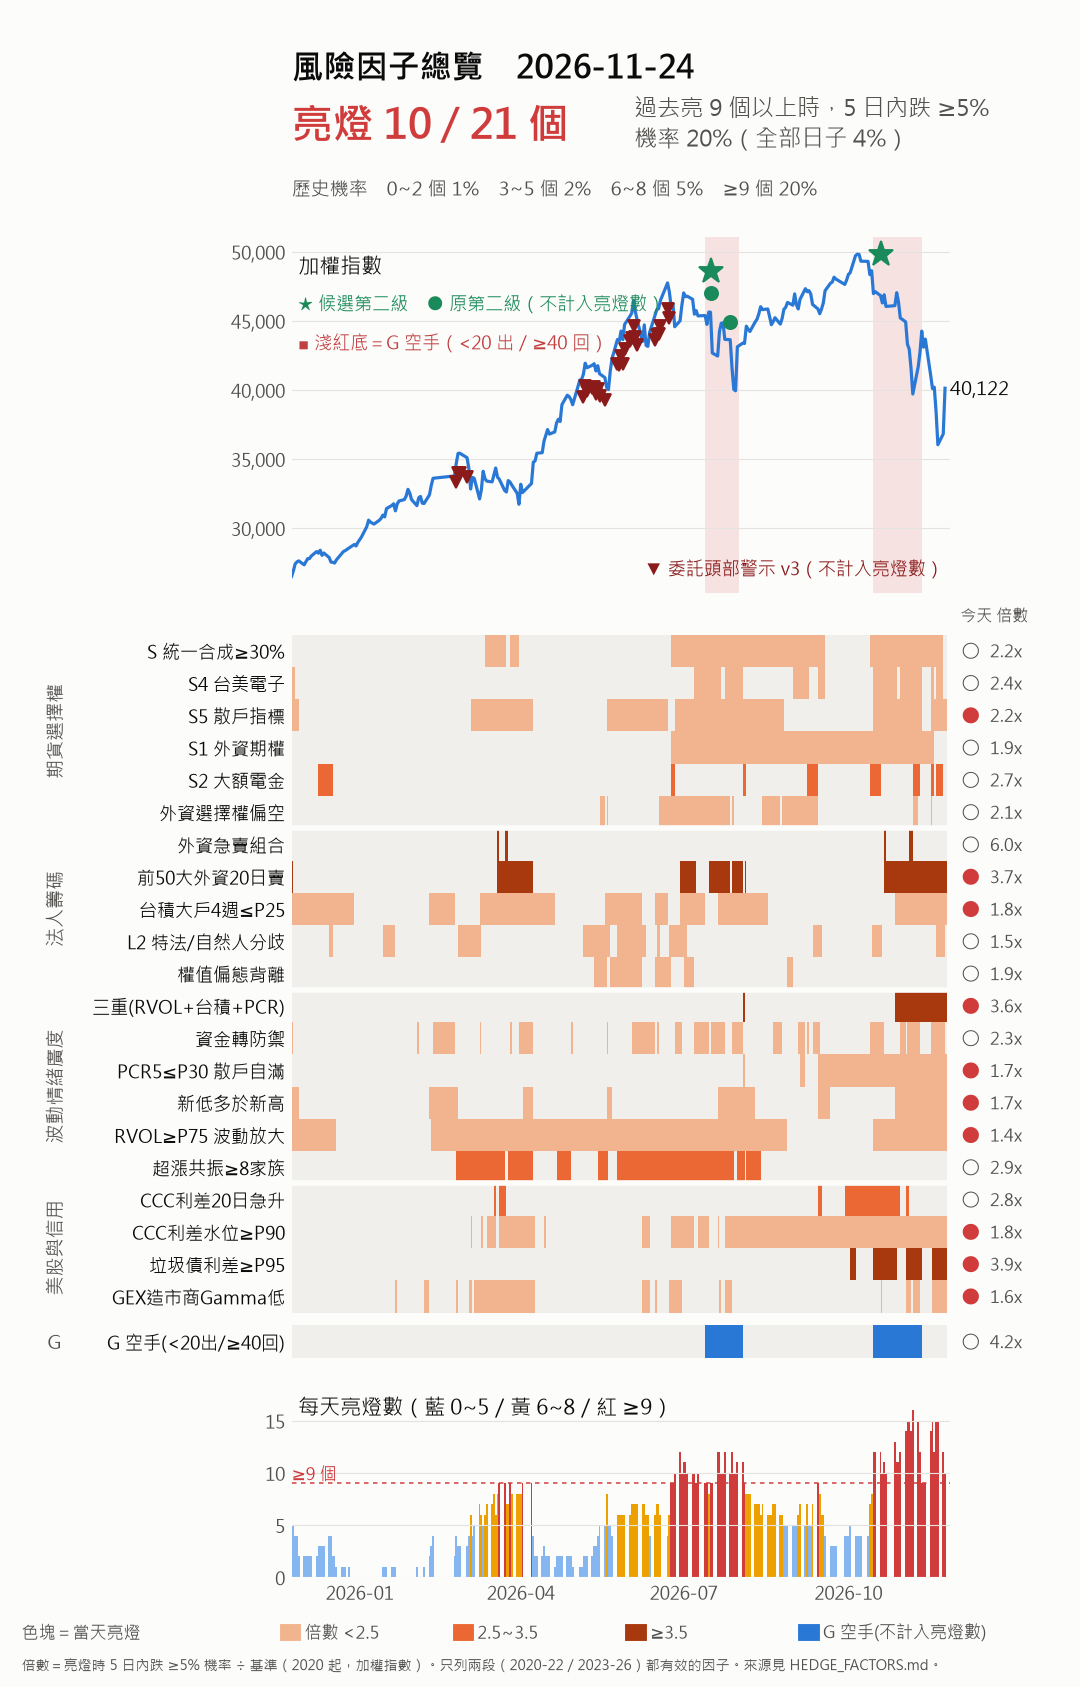 風險因子總覽 2026-11-24
亮燈 10 / 21 個
過去亮 9 個以上時，5 日內跌 ≥5%
機率 20%（全部日子 4%）
歷史機率 0~2 個 1% 3~5 個 2% 6~8 個 5% ≥9 個 20%
50,000
45,000
40,000
35,000
30,000
加權指數
★ 候選第二級 ● 原第二級（不計入亮燈數）
■ 淺紅底＝G 空手（<20 出 / ≥40 回）
40,122
▼ 委託頭部警示 v3（不計入亮燈數）
今天 倍數
期貨選擇權
S 統一合成≥30% 2.2x
S4 台美電子 2.4x
S5 散戶指標 2.2x
S1 外資期權 1.9x
S2 大額電金 2.7x
外資選擇權偏空 2.1x
法人籌碼
外資急賣組合 6.0x
前50大外資20日賣 3.7x
台積大戶4週≤P25 1.8x
L2 特法/自然人分歧 1.5x
權值偏態背離 1.9x
波動情緒廣度
三重(RVOL+台積+PCR) 3.6x
資金轉防禦 2.3x
PCR5≤P30 散戶自滿 1.7x
新低多於新高 1.7x
RVOL≥P75 波動放大 1.4x
超漲共振≥8家族 2.9x
美股與信用
CCC利差20日急升 2.8x
CCC利差水位≥P90 1.8x
垃圾債利差≥P95 3.9x
GEX造市商Gamma低 1.6x
G
G 空手(<20出/≥40回) 4.2x
每天亮燈數（藍 0~5 / 黃 6~8 / 紅 ≥9）
15
10
5
0
≥9 個
2026-01 2026-04 2026-07 2026-10
色塊＝當天亮燈 倍數 <2.5 2.5~3.5 ≥3.5 G 空手(不計入亮燈數)
倍數＝亮燈時 5 日內跌 ≥5% 機率 ÷ 基準（2020 起，加權指數）。只列兩段（2020-22 / 2023-26）都有效的因子。來源見 HEDGE_FACTORS.md。